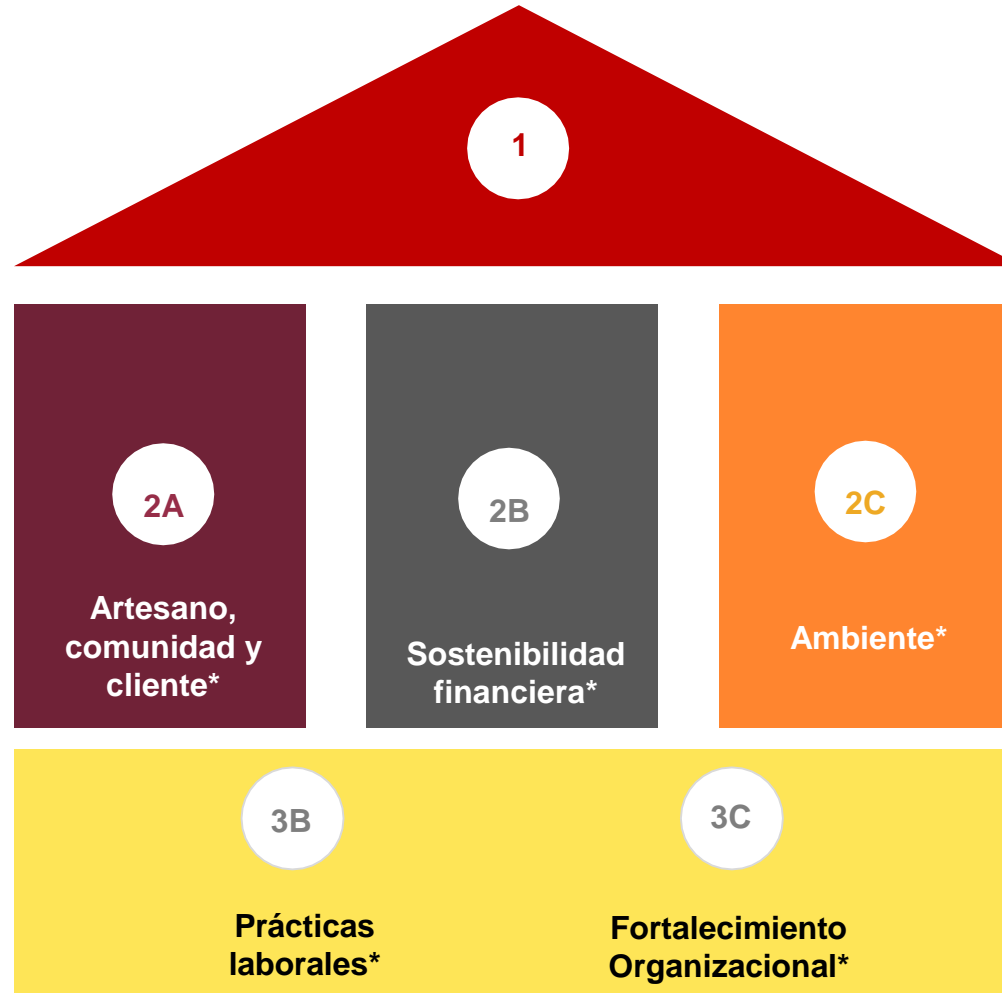 1
2A
Artesano,
comunidad y
cliente*
2B
Sostenibilidad
financiera*
2C
Ambiente*
3B
Prácticas
laborales*
3C
Fortalecimiento
Organizacional*